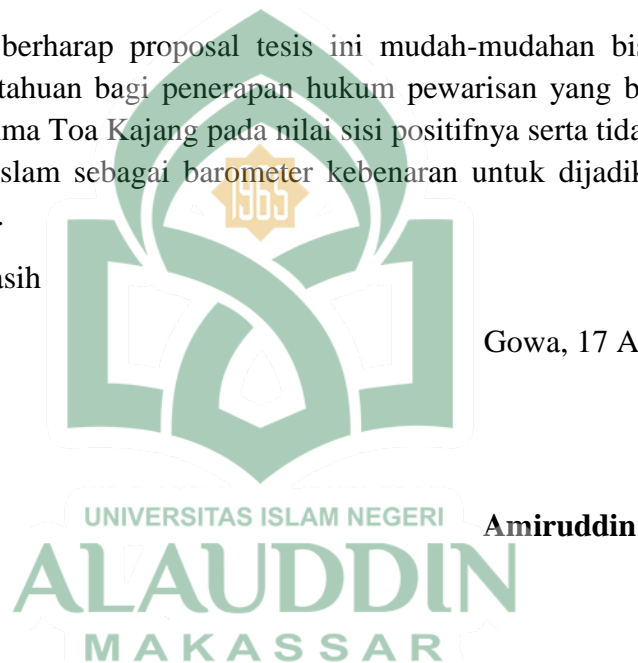 berharap proposal tesis ini mudah-mudahan bis
tahuan bagi penerapan hukum pewarisan yang b
ma Toa Kajang pada nilai sisi positifnya serta tida
slam sebagai barometer kebenaran untuk dijadik
.
asih
1965
Gowa, 17 A
UNIVERSITAS ISLAM NEGERI
Amiruddin
ALAUDDIN
MAKASSAR